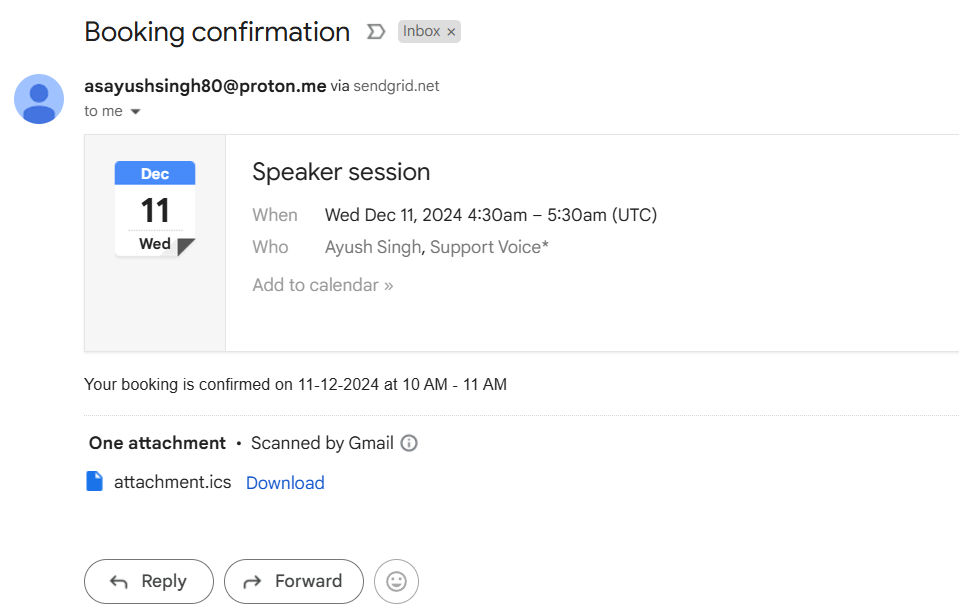 Booking confirmation Inbox ×
asayushsingh80@proton.me via sendgrid.net
to me
Dec
11
Wed
Speaker session
When Wed Dec 11, 2024 4:30am – 5:30am (UTC)
Who Ayush Singh, Support Voice*
Add to calendar »
Your booking is confirmed on 11-12-2024 at 10 AM - 11 AM
One attachment • Scanned by Gmail
attachment.ics Download
Reply Forward